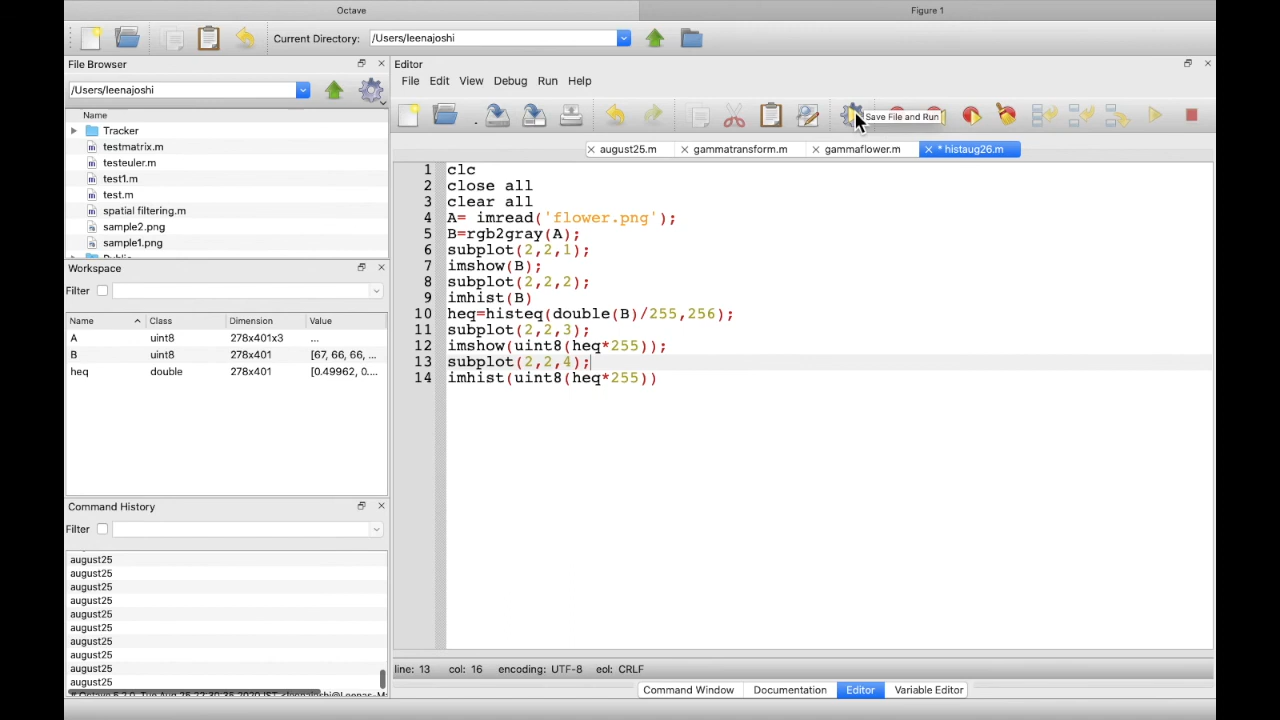 Octave
Figure 1
Current Directory: /Users/leenajoshi
File Browser
/Users/leenajoshi
Name
Tracker
testmatrix.m
testeuler.m
test1.m
test.m
spatial filtering.m
sample2.png
sample1.png
Workspace
Filter
Name Class Dimension Value
A uint8 278x401x3 ...
B uint8 278x401 [67, 66, 66, ...
heq double 278x401 [0.49962, 0....
Command History
Filter
august25
august25
august25
august25
august25
august25
august25
august25
august25
august25
Editor
File Edit View Debug Run Help
Save File and Run
august25.m gammatransform.m gammaflower.m * histaug26.m
1 clc
2 close all
3 clear all
4 A= imread('flower.png');
5 B=rgb2gray(A);
6 subplot(2,2,1);
7 imshow(B);
8 subplot(2,2,2);
9 imhist(B)
10 heq=histeq(double(B)/255,256);
11 subplot(2,2,3);
12 imshow(uint8(heq*255));
13 subplot(2,2,4);
14 imhist(uint8(heq*255))
line: 13 col: 16 encoding: UTF-8 eol: CRLF
Command Window Documentation Editor Variable Editor